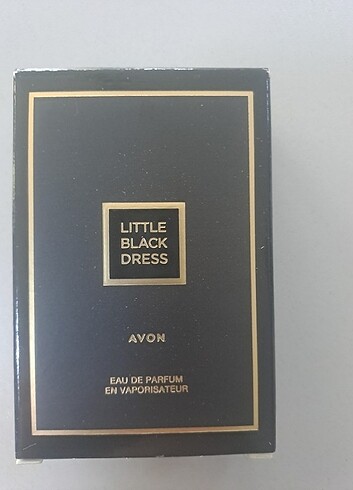 LITTLE
BLACK
DRESS
AVON
EAU DE PARFUM
EN VAPORISATEUR